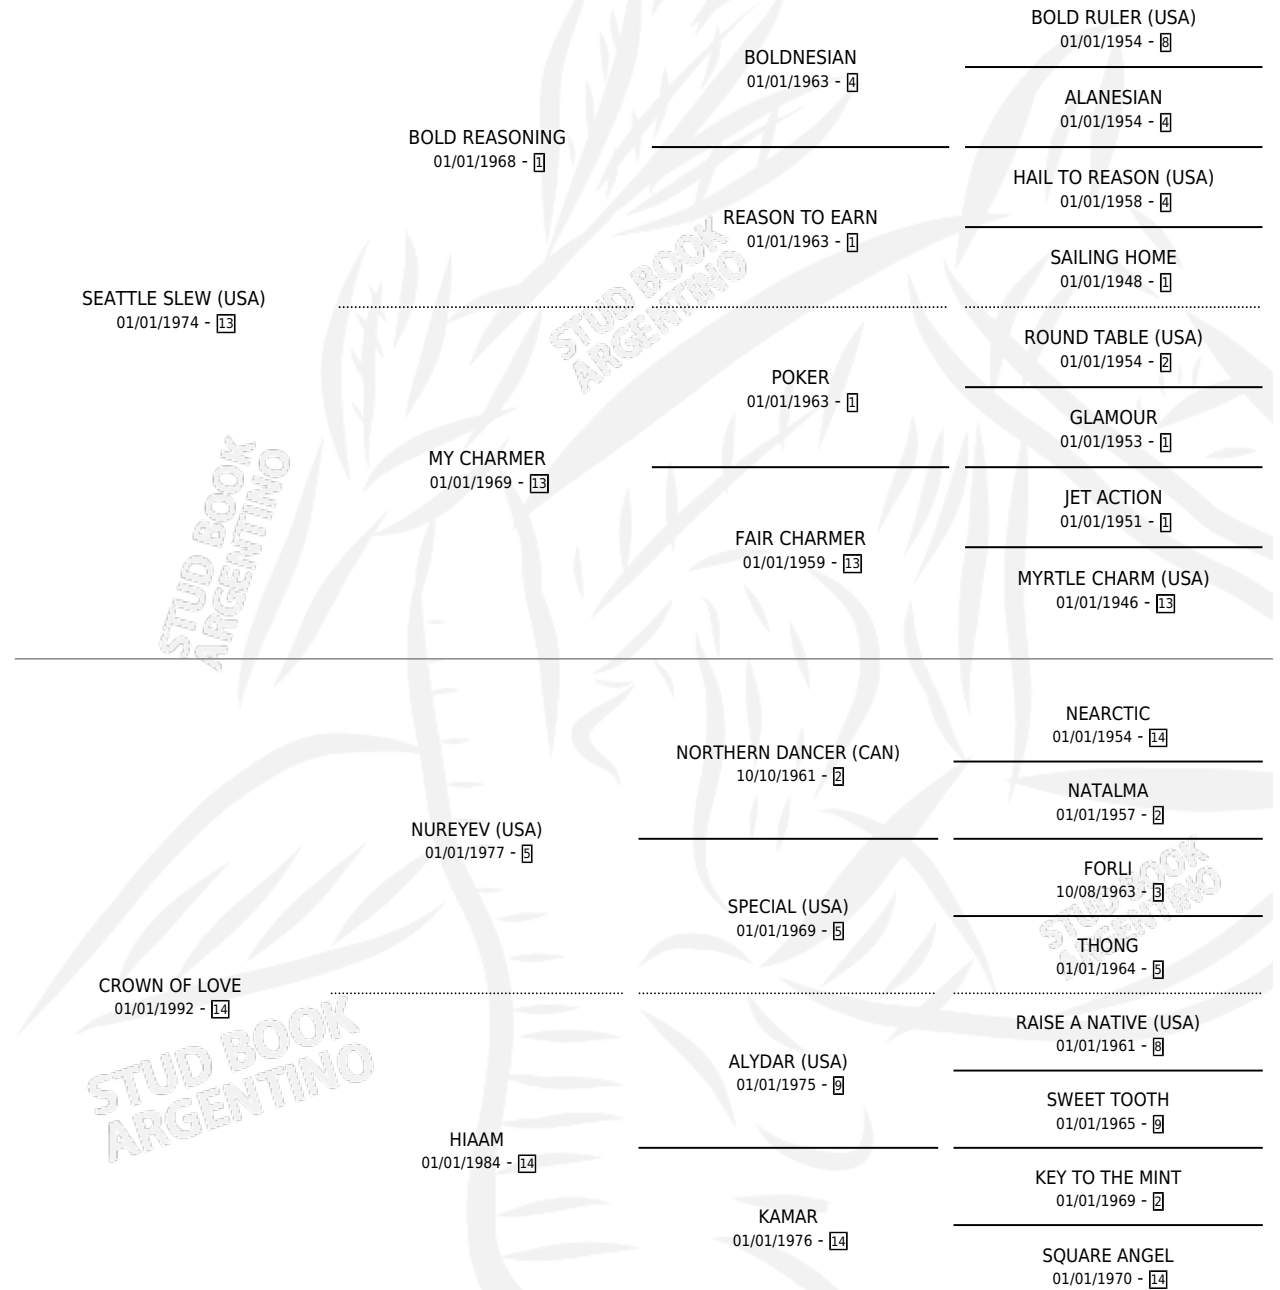 BOLD RULER (USA)
01/01/1954 - 8
BOLDNESIAN
01/01/1963 - 4
ALANESIAN
01/01/1954 - 4
BOLD REASONING
01/01/1968 - 1
HAIL TO REASON (USA)
01/01/1958 - 4
REASON TO EARN
01/01/1963 - 1
SAILING HOME
01/01/1948 - 1
SEATTLE SLEW (USA)
01/01/1974 - 13
ROUND TABLE (USA)
01/01/1954 - 2
POKER
01/01/1963 - 1
GLAMOUR
01/01/1953 - 1
MY CHARMER
01/01/1969 - 13
JET ACTION
01/01/1951 - 1
FAIR CHARMER
01/01/1959 - 13
MYRTLE CHARM (USA)
01/01/1946 - 13
NEARCTIC
01/01/1954 - 14
NORTHERN DANCER (CAN)
10/10/1961 - 2
NATALMA
01/01/1957 - 2
NUREYEV (USA)
01/01/1977 - 5
FORLI
10/08/1963 - 3
SPECIAL (USA)
01/01/1969 - 5
THONG
01/01/1964 - 5
CROWN OF LOVE
01/01/1992 - 14
RAISE A NATIVE (USA)
01/01/1961 - 8
ALYDAR (USA)
01/01/1975 - 9
SWEET TOOTH
01/01/1965 - 9
HIAAM
01/01/1984 - 14
KEY TO THE MINT
01/01/1969 - 2
KAMAR
01/01/1976 - 14
SQUARE ANGEL
01/01/1970 - 14
STUD BOOK
ARGENTINO
STUD BOOK
ARGENTINO
STUD BOOK
ARGENTINO
STUD BOOK
ARGENTINO